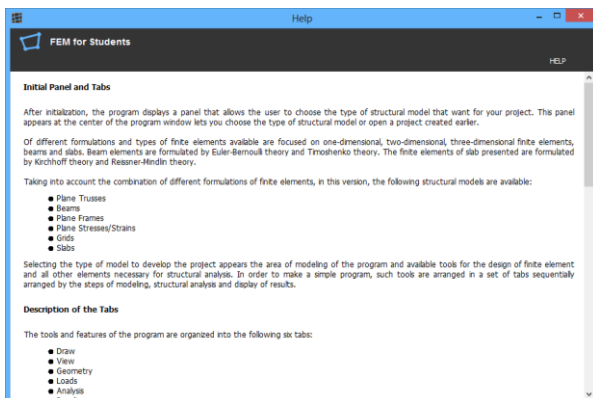 Help
FEM for Students
HELP
Initial Panel and Tabs
After initialization, the program displays a panel that allows the user to choose the type of structural model that want for your project. This panel
appears at the center of the program window lets you choose the type of structural model or open a project created earlier.
Of different formulations and types of finite elements available are focused on one-dimensional, two-dimensional, three-dimensional finite elements,
beams and slabs. Beam elements are formulated by Euler-Bernoulli theory and Timoshenko theory. The finite elements of slab presented are formulated
by Kirchhoff theory and Reissner-Mindlin theory.
Taking into account the combination of different formulations of finite elements, in this version, the following structural models are available:
● Plane Trusses
● Beams
● Plane Frames
● Plane Stresses/Strains
● Grids
● Slabs
Selecting the type of model to develop the project appears the area of modeling of the program and available tools for the design of finite element
and all other elements necessary for structural analysis. In order to make a simple program, such tools are arranged in a set of tabs sequentially
arranged by the steps of modeling, structural analysis and display of results.
Description of the Tabs
The tools and features of the program are organized into the following six tabs:
● Draw
● View
● Geometry
● Loads
● Analysis